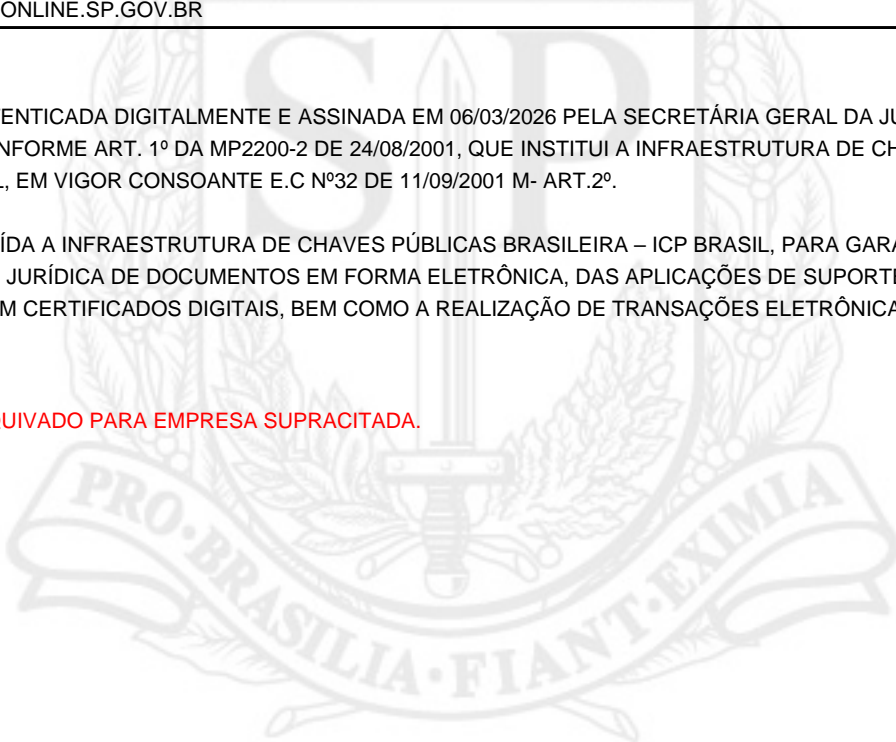 ONLINE.SP.GOV.BR
ENTICADA DIGITALMENTE E ASSINADA EM 06/03/2026 PELA SECRETÁRIA GERAL DA JU
NFORME ART. 1º DA MP2200-2 DE 24/08/2001, QUE INSTITUI A INFRAESTRUTURA DE CH
L, EM VIGOR CONSOANTE E.C Nº32 DE 11/09/2001 M- ART.2º.
ÍDA A INFRAESTRUTURA DE CHAVES PÚBLICAS BRASILEIRA – ICP BRASIL, PARA GARA
JURÍDICA DE DOCUMENTOS EM FORMA ELETRÔNICA, DAS APLICAÇÕES DE SUPORTE
M CERTIFICADOS DIGITAIS, BEM COMO A REALIZAÇÃO DE TRANSAÇÕES ELETRÔNICA
QUIVADO PARA EMPRESA SUPRACITADA.
SP
PRO·BRASILIA·FIANT·EXIMIA